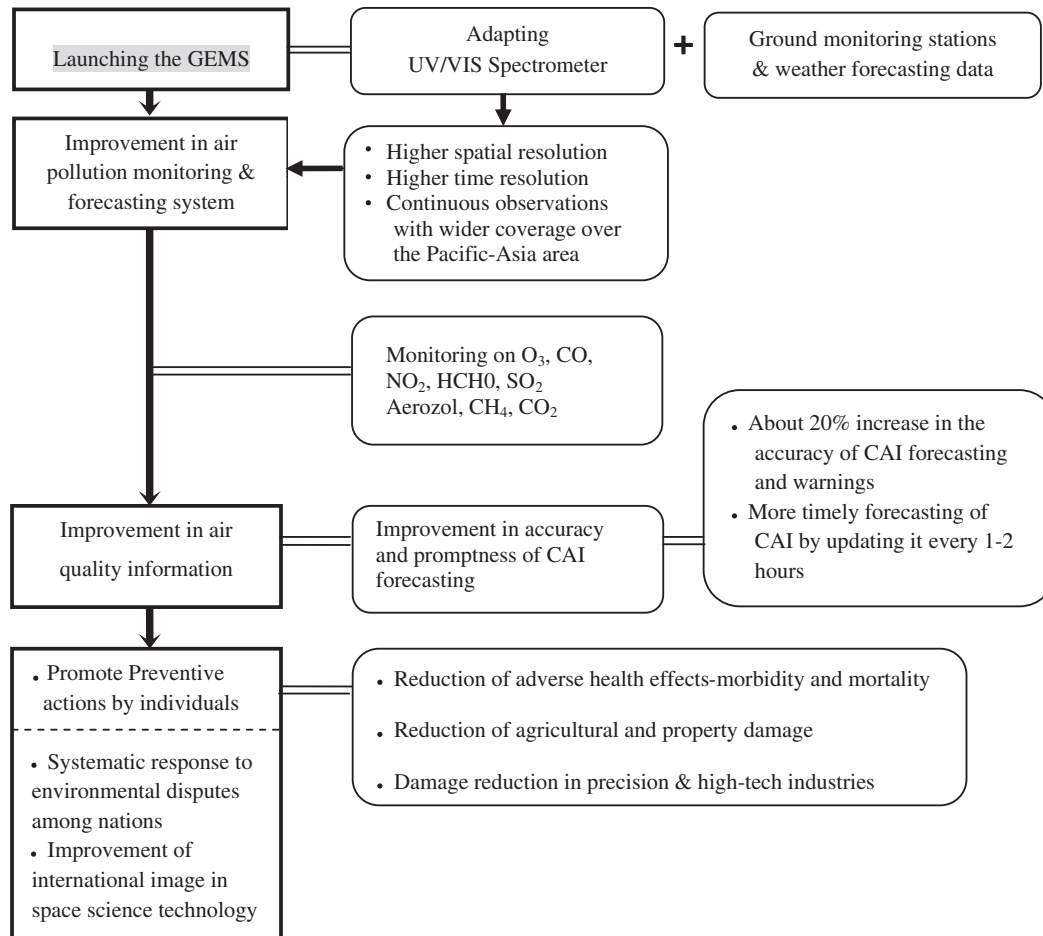 Launching the GEMS
Adapting
UV/VIS Spectrometer
+
Ground monitoring stations
& weather forecasting data
Improvement in air
pollution monitoring &
forecasting system
• Higher spatial resolution
• Higher time resolution
• Continuous observations
with wider coverage over
the Pacific-Asia area
Monitoring on O₃, CO,
NO₂, HCH0, SO₂
Aerozol, CH₄, CO₂
• About 20% increase in the
accuracy of CAI forecasting
and warnings
• More timely forecasting of
CAI by updating it every 1-2
hours
Improvement in air
quality information
Improvement in accuracy
and promptness of CAI
forecasting
• Promote Preventive
actions by individuals
• Reduction of adverse health effects-morbidity and mortality
• Reduction of agricultural and property damage
• Damage reduction in precision & high-tech industries
• Systematic response to
environmental disputes
among nations
• Improvement of
international image in
space science technology